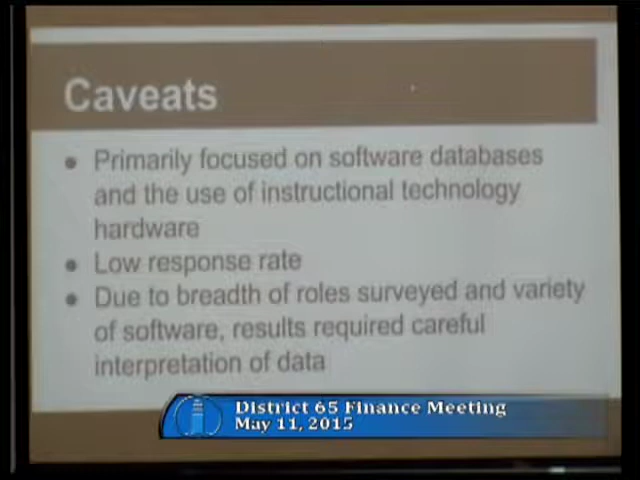 Caveats
• Primarily focused on software databases
and the use of instructional technology
hardware
• Low response rate
• Due to breadth of roles surveyed and variety
of software, results required careful
interpretation of data
District 65 Finance Meeting
May 11, 2015